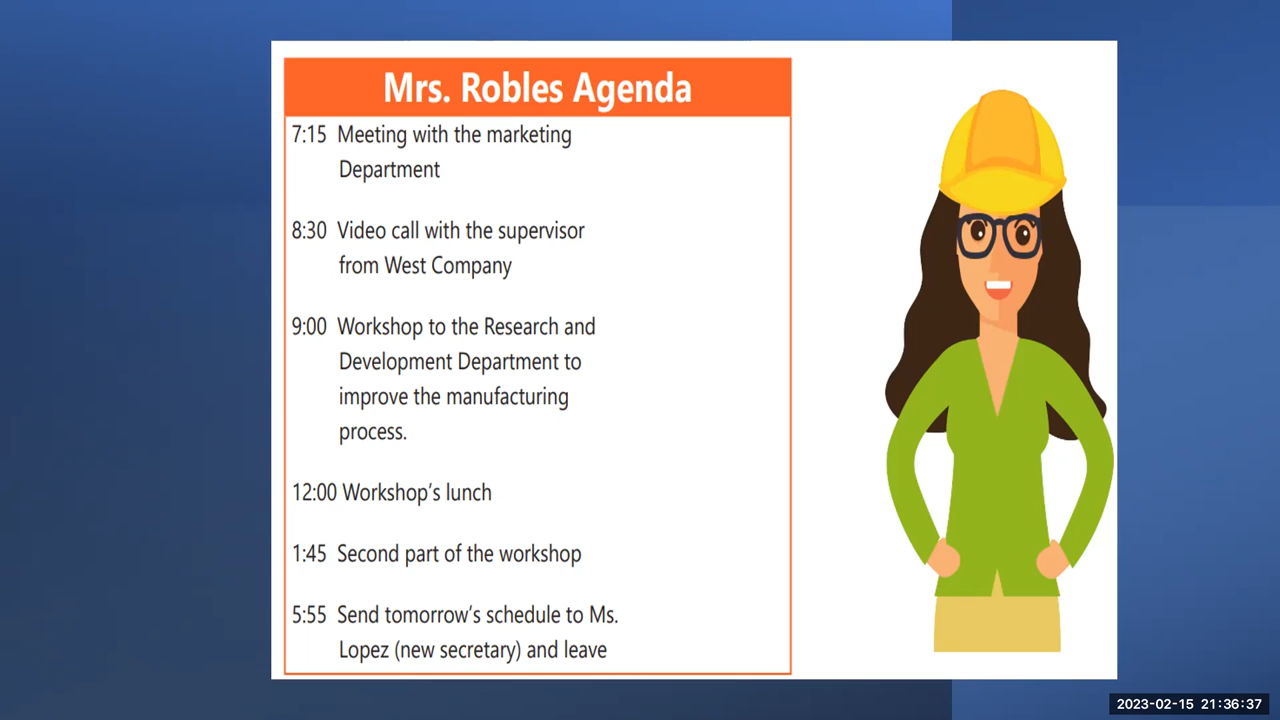 Mrs. Robles Agenda
7:15 Meeting with the marketing
Department
8:30 Video call with the supervisor
from West Company
9:00 Workshop to the Research and
Development Department to
improve the manufacturing
process.
12:00 Workshop's lunch
1:45 Second part of the workshop
5:55 Send tomorrow's schedule to Ms.
Lopez (new secretary) and leave
2023-02-15 21:36:37